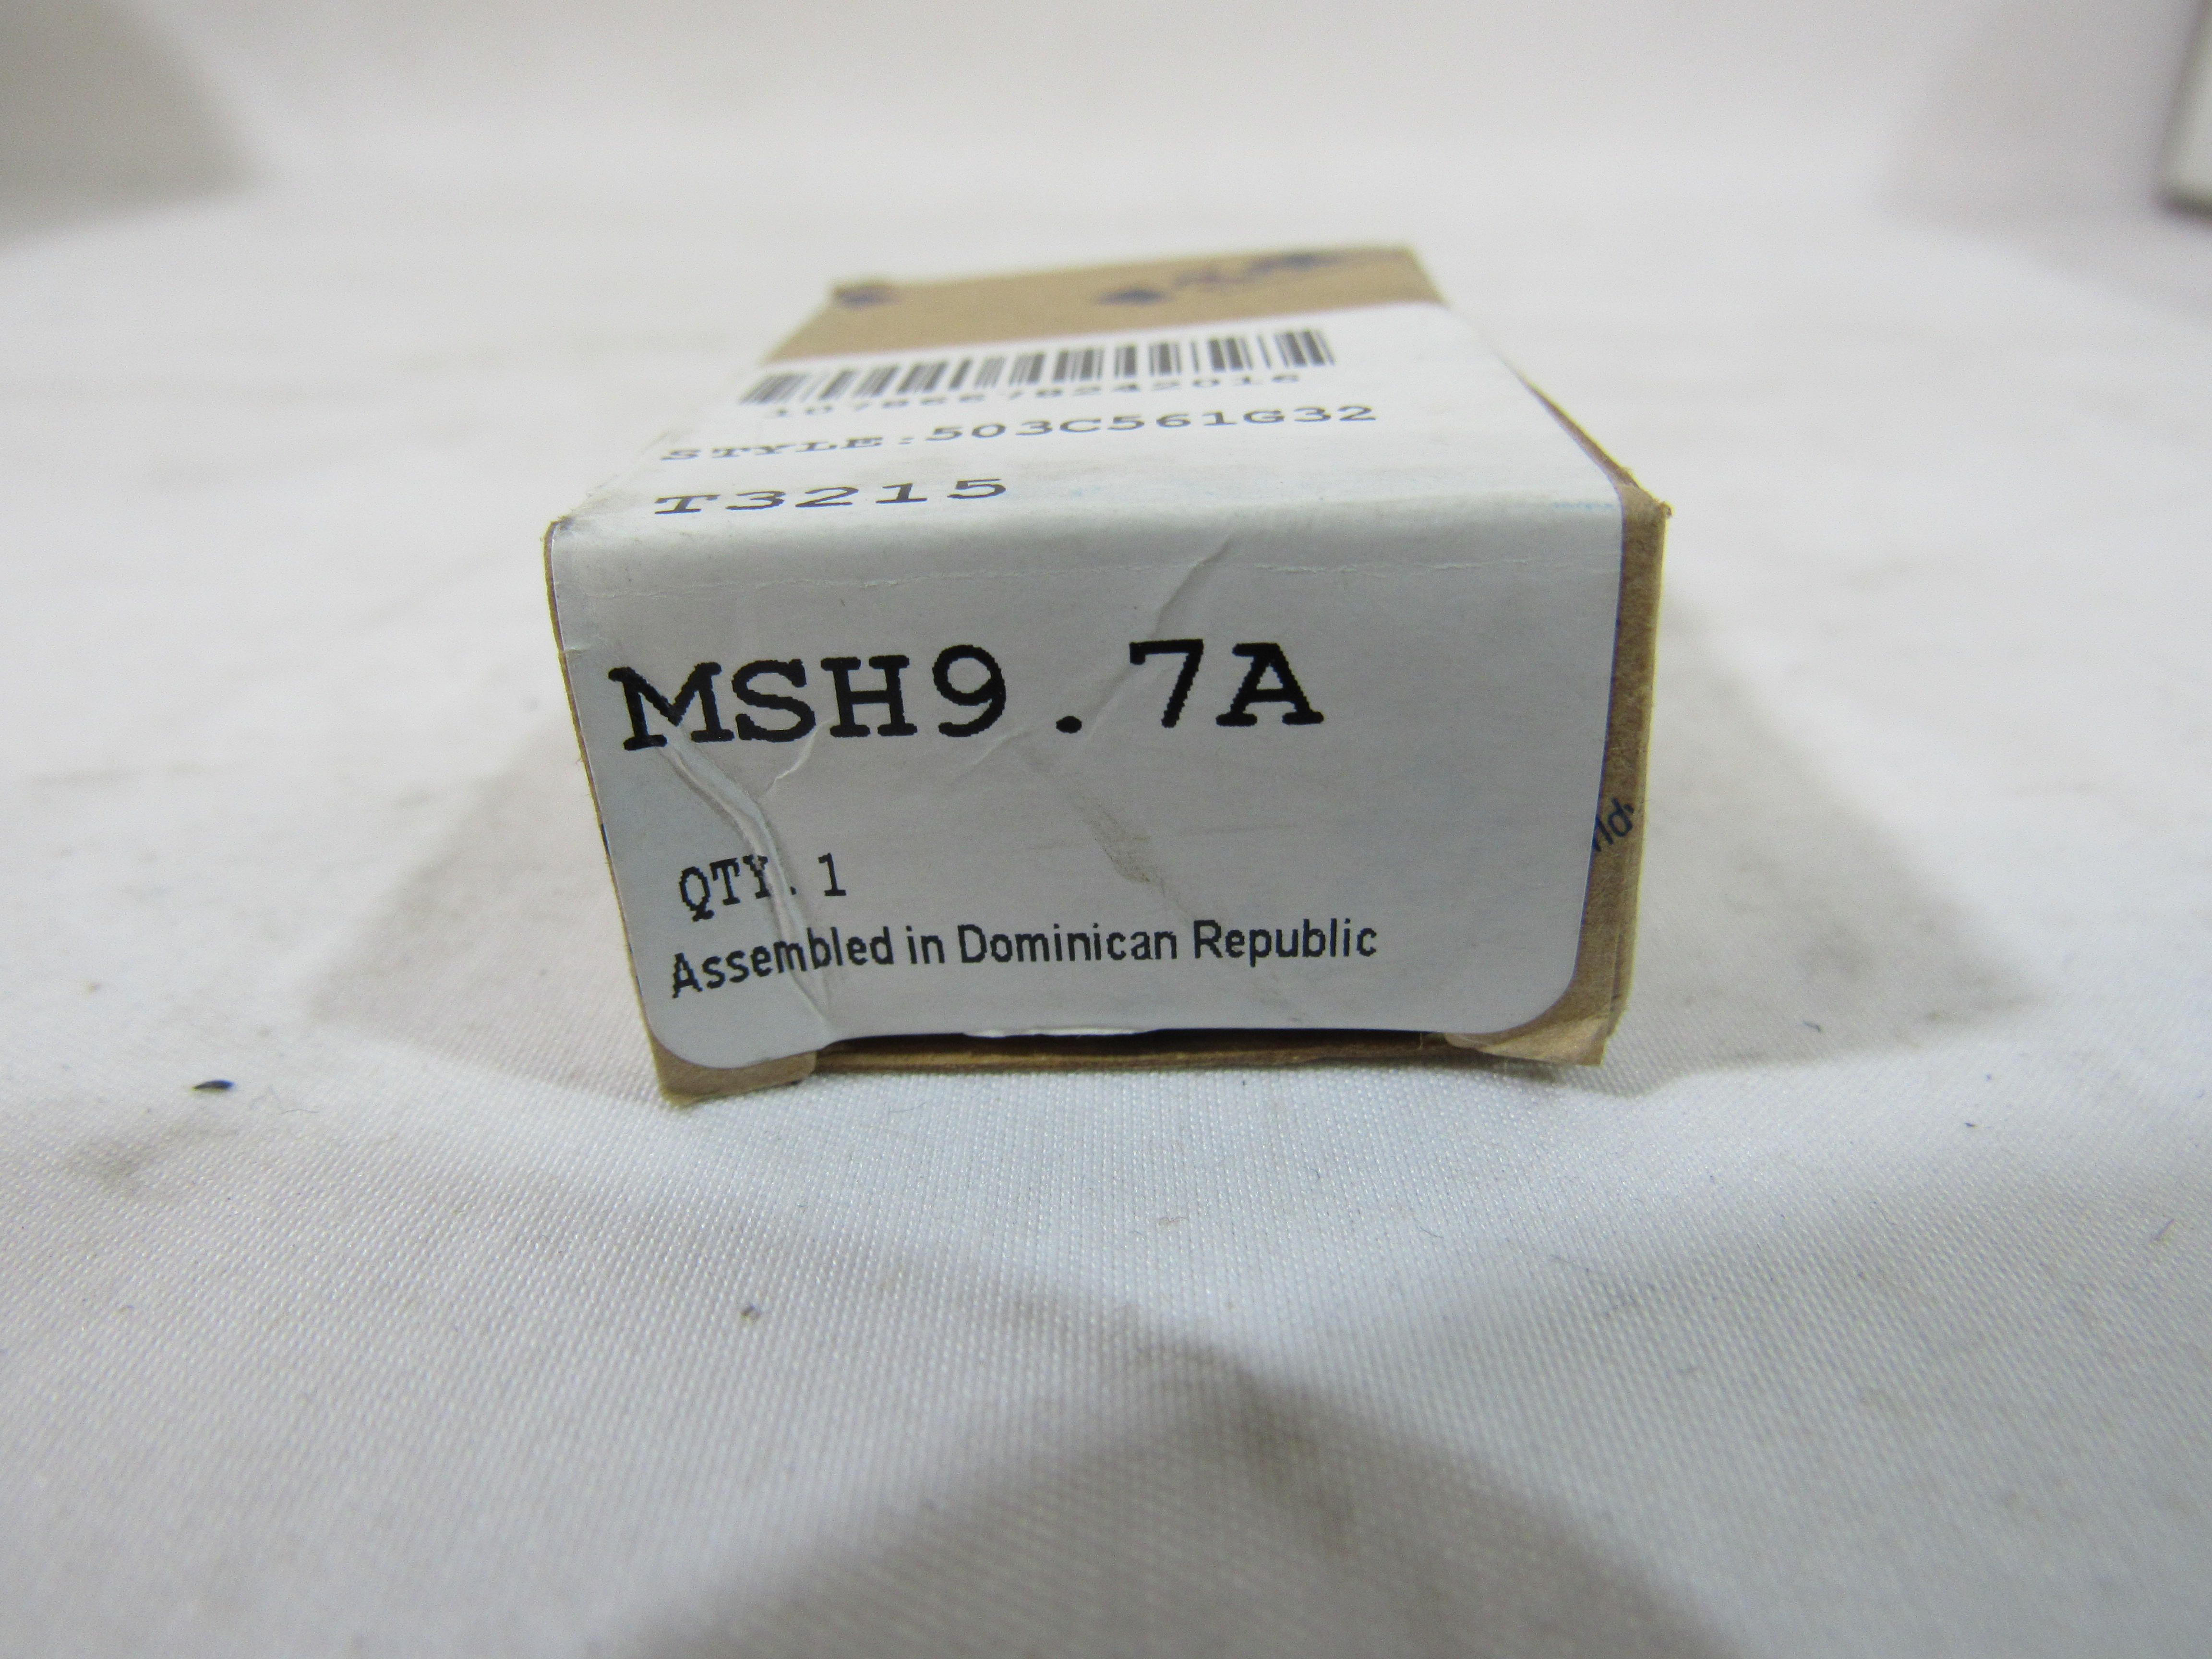 STYLE:503C561G32
T3215
MSH9.7A
QTY. 1
Assembled in Dominican Republic